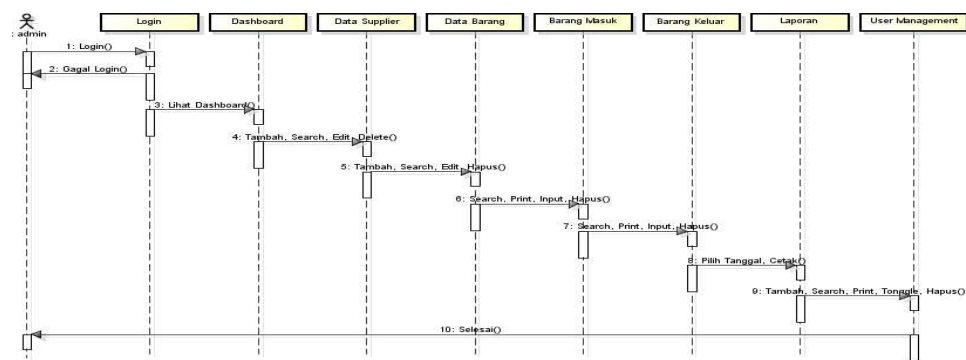 Login
Dashboard
Data Supplier
Data Barang
Barang Masuk
Barang Keluar
Laporan
User Management
: admin
1: Login()
2: Gagal Login()
3: Lihat Dashboard()
4: Tambah, Search, Edit, Delete()
5: Tambah, Search, Edit, Hapus()
6: Search, Print, Input, Hapus()
7: Search, Print, Input, Hapus()
8: Pilih Tanggal, Cetak()
9: Tambah, Search, Print, Tonggle, Hapus()
10: Selesai()